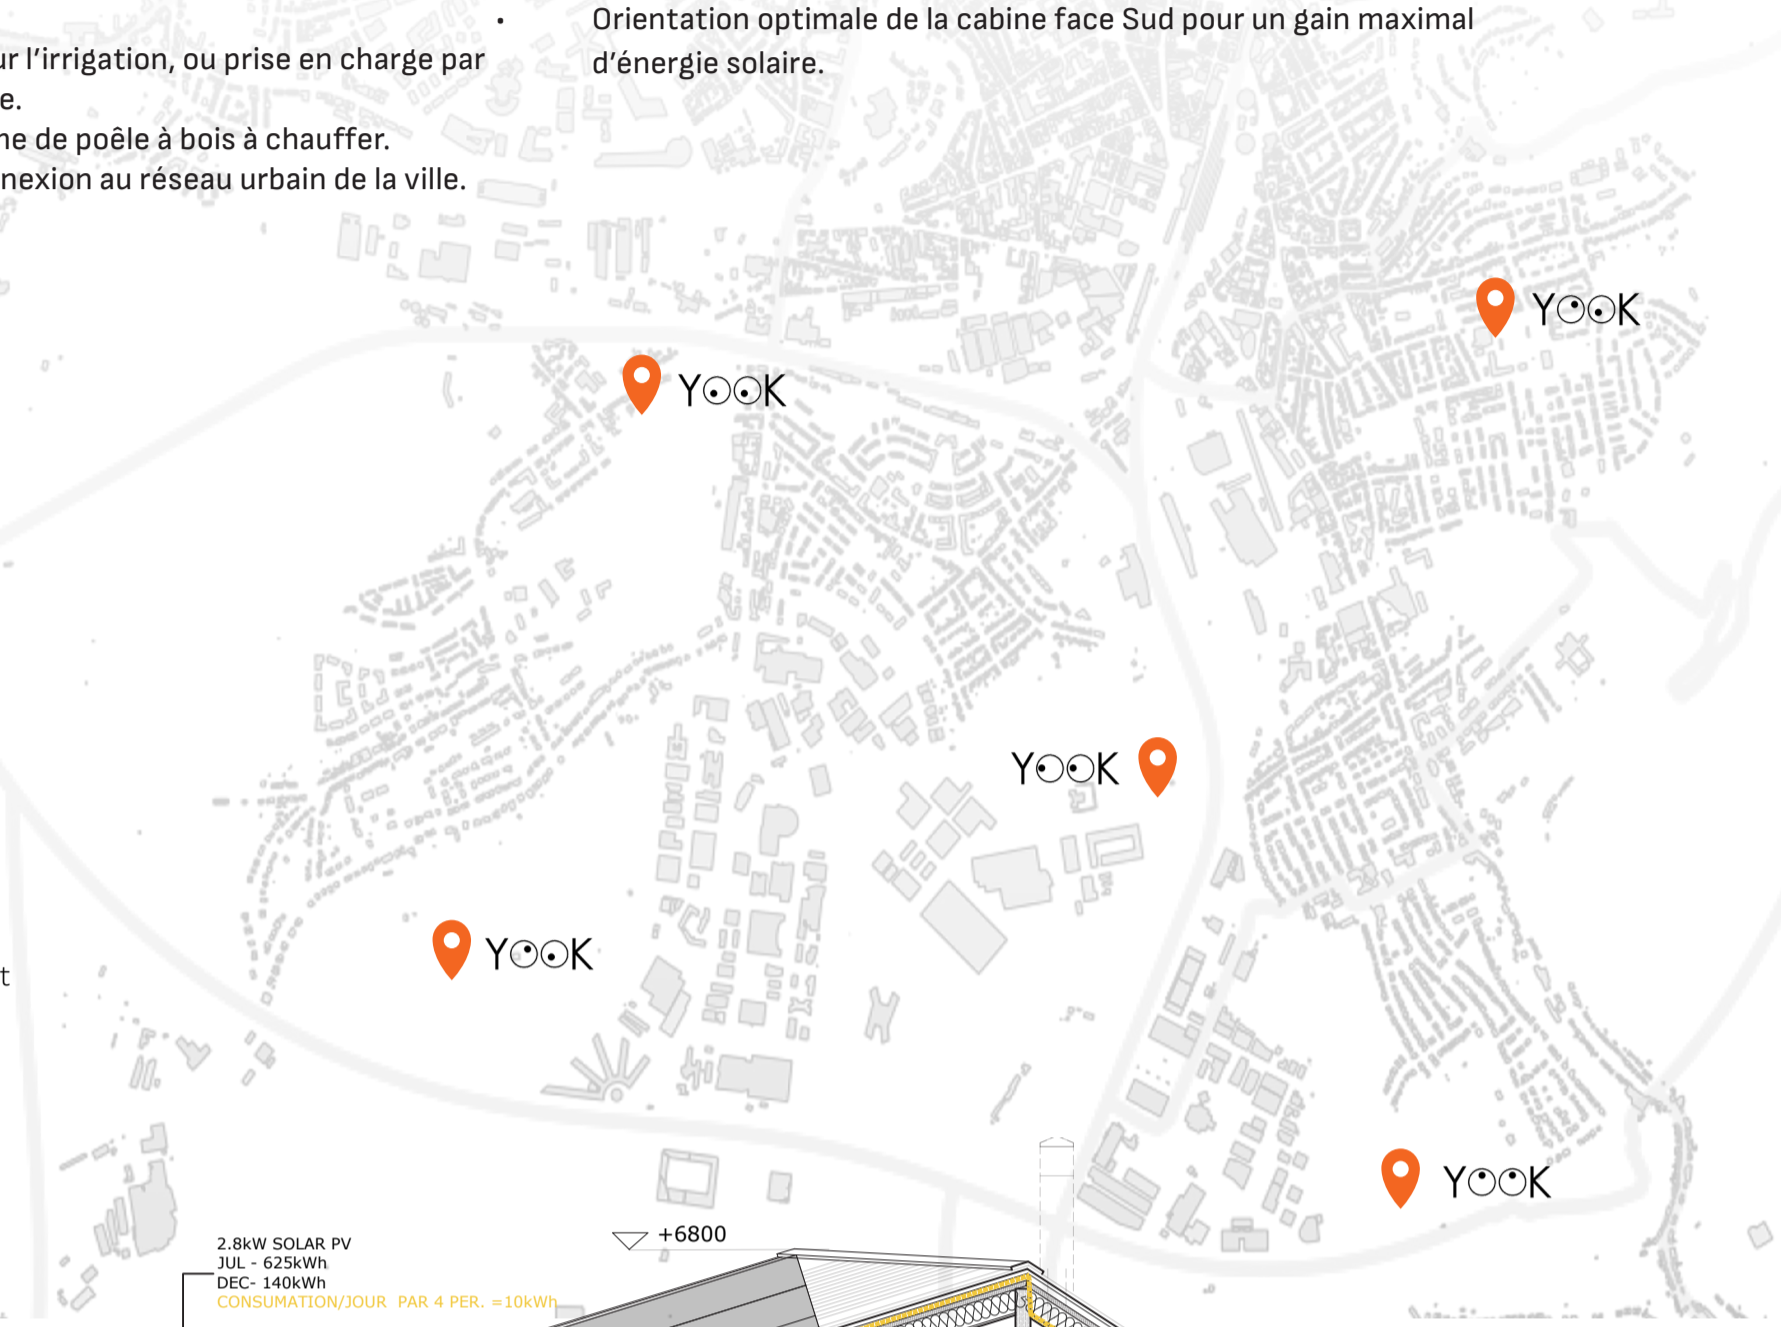 ur l’irrigation, ou prise en charge par
e.
ne de poêle à bois à chauffer.
nexion au réseau urbain de la ville.
• Orientation optimale de la cabine face Sud pour un gain maximal
d’énergie solaire.
YOOK
YOOK
YOOK
YOOK
t
YOOK
+6800
2.8kW SOLAR PV
JUL - 625kWh
DEC- 140kWh
CONSUMATION/JOUR PAR 4 PER. =10kWh